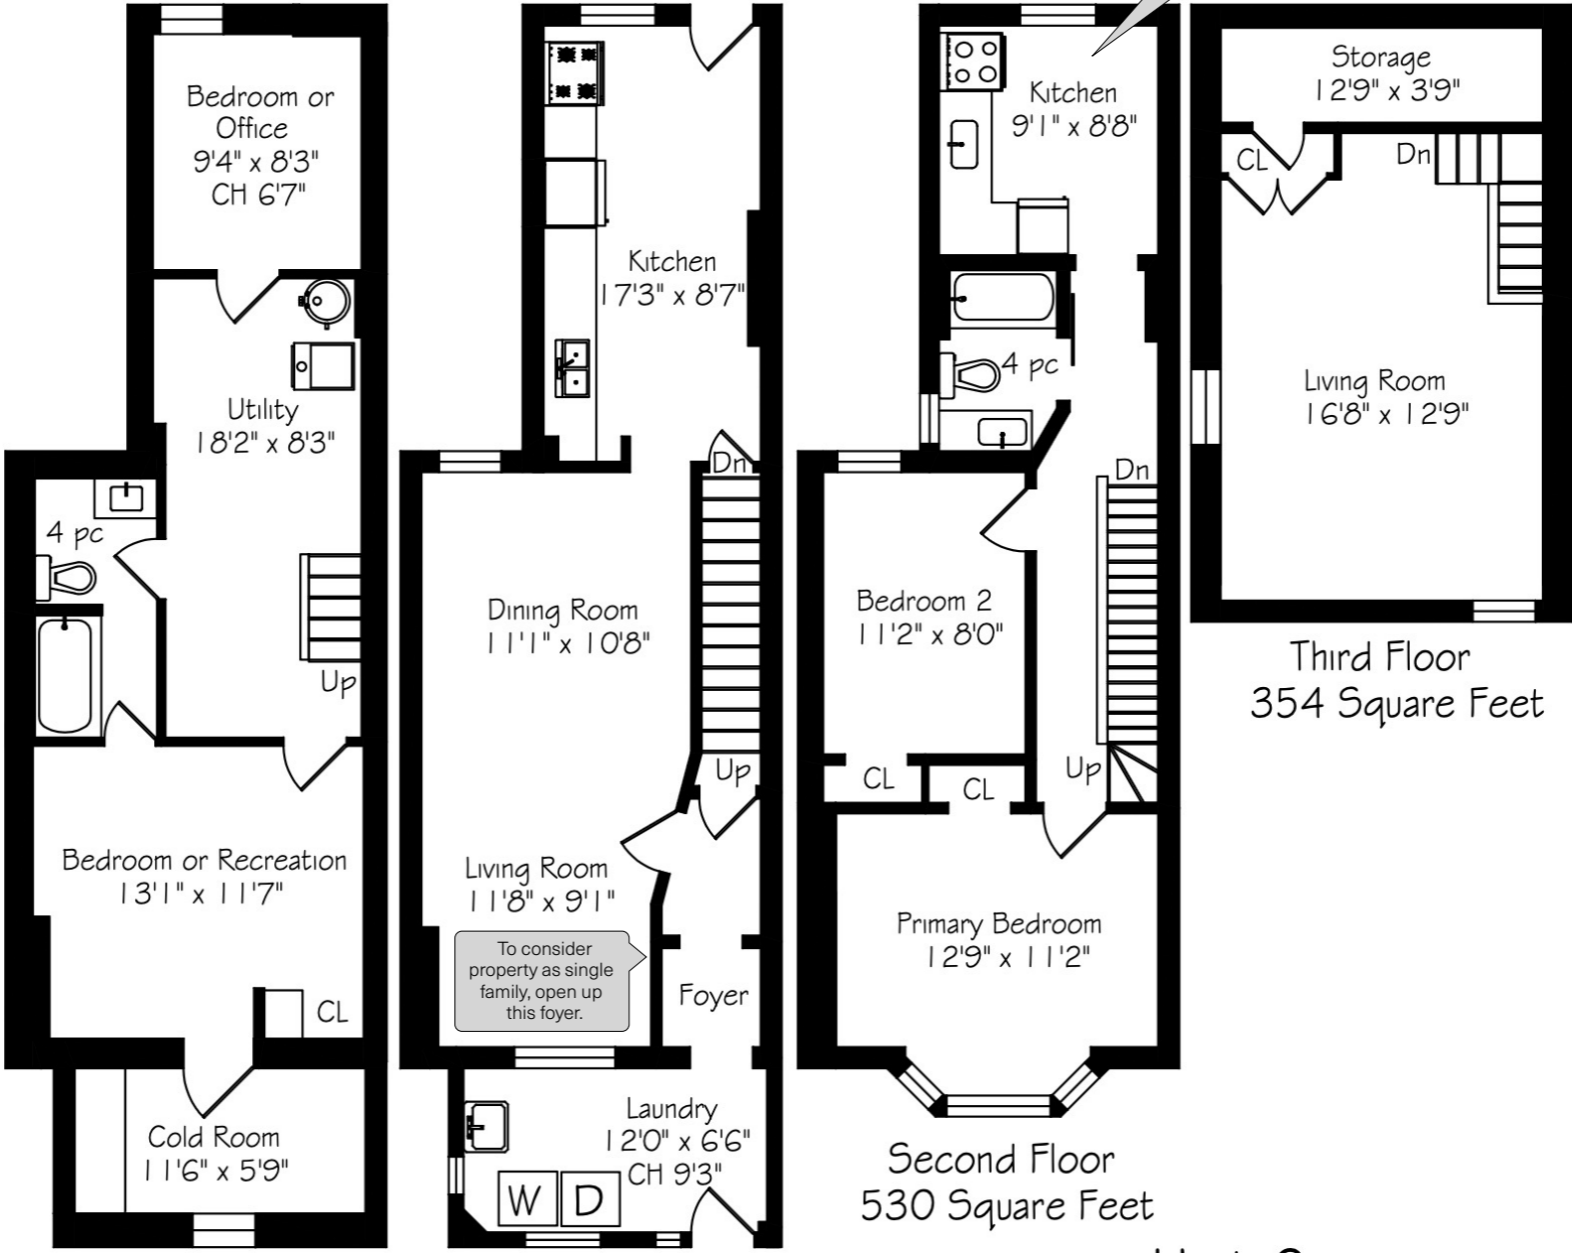 Bedroom or
Office
9'4" x 8'3"
CH 6'7"
Utility
18'2" x 8'3"
4 pc
Up
Bedroom or Recreation
13'1" x 11'7"
CL
Cold Room
11'6" x 5'9"
Kitchen
17'3" x 8'7"
Dn
Dining Room
11'1" x 10'8"
Up
Living Room
11'8" x 9'1"
To consider
property as single
family, open up
this foyer.
Foyer
Laundry
12'0" x 6'6"
CH 9'3"
W
D
Kitchen
9'1" x 8'8"
4 pc
Dn
Bedroom 2
11'2" x 8'0"
CL
CL
Up
Primary Bedroom
12'9" x 11'2"
Second Floor
530 Square Feet
Storage
12'9" x 3'9"
CL
Dn
Living Room
16'8" x 12'9"
Third Floor
354 Square Feet